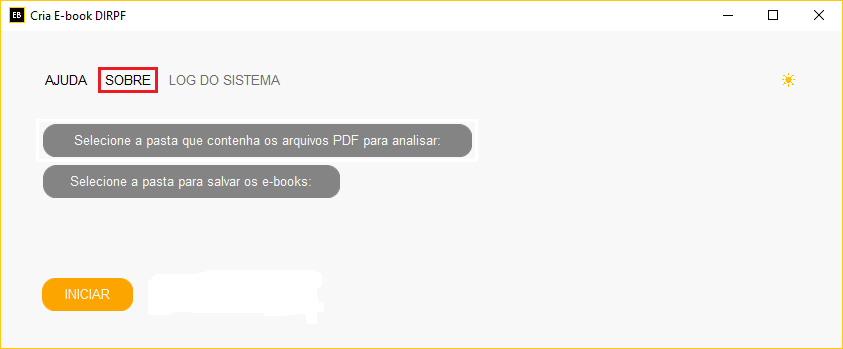 EB Cria E-book DIRPF
AJUDA SOBRE LOG DO SISTEMA
Selecione a pasta que contenha os arquivos PDF para analisar:
Selecione a pasta para salvar os e-books:
INICIAR